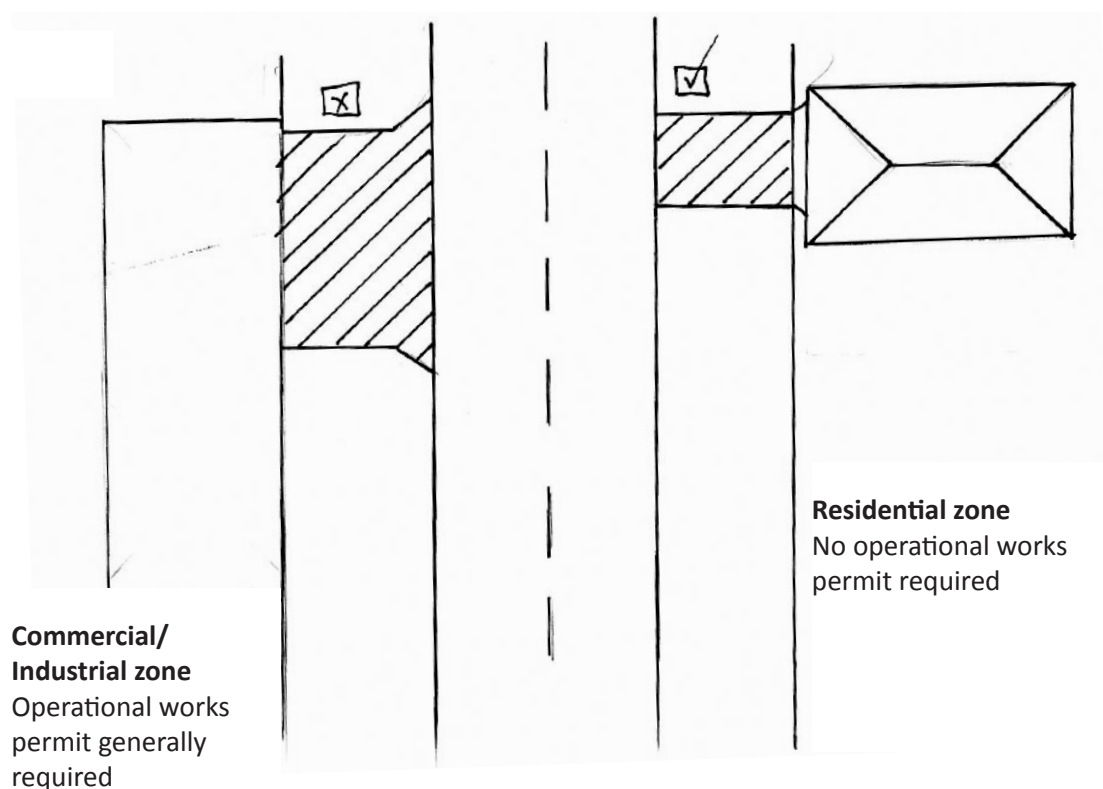 x
Residential zone
No operational works
permit required
Commercial/
Industrial zone
Operational works
permit generally
required